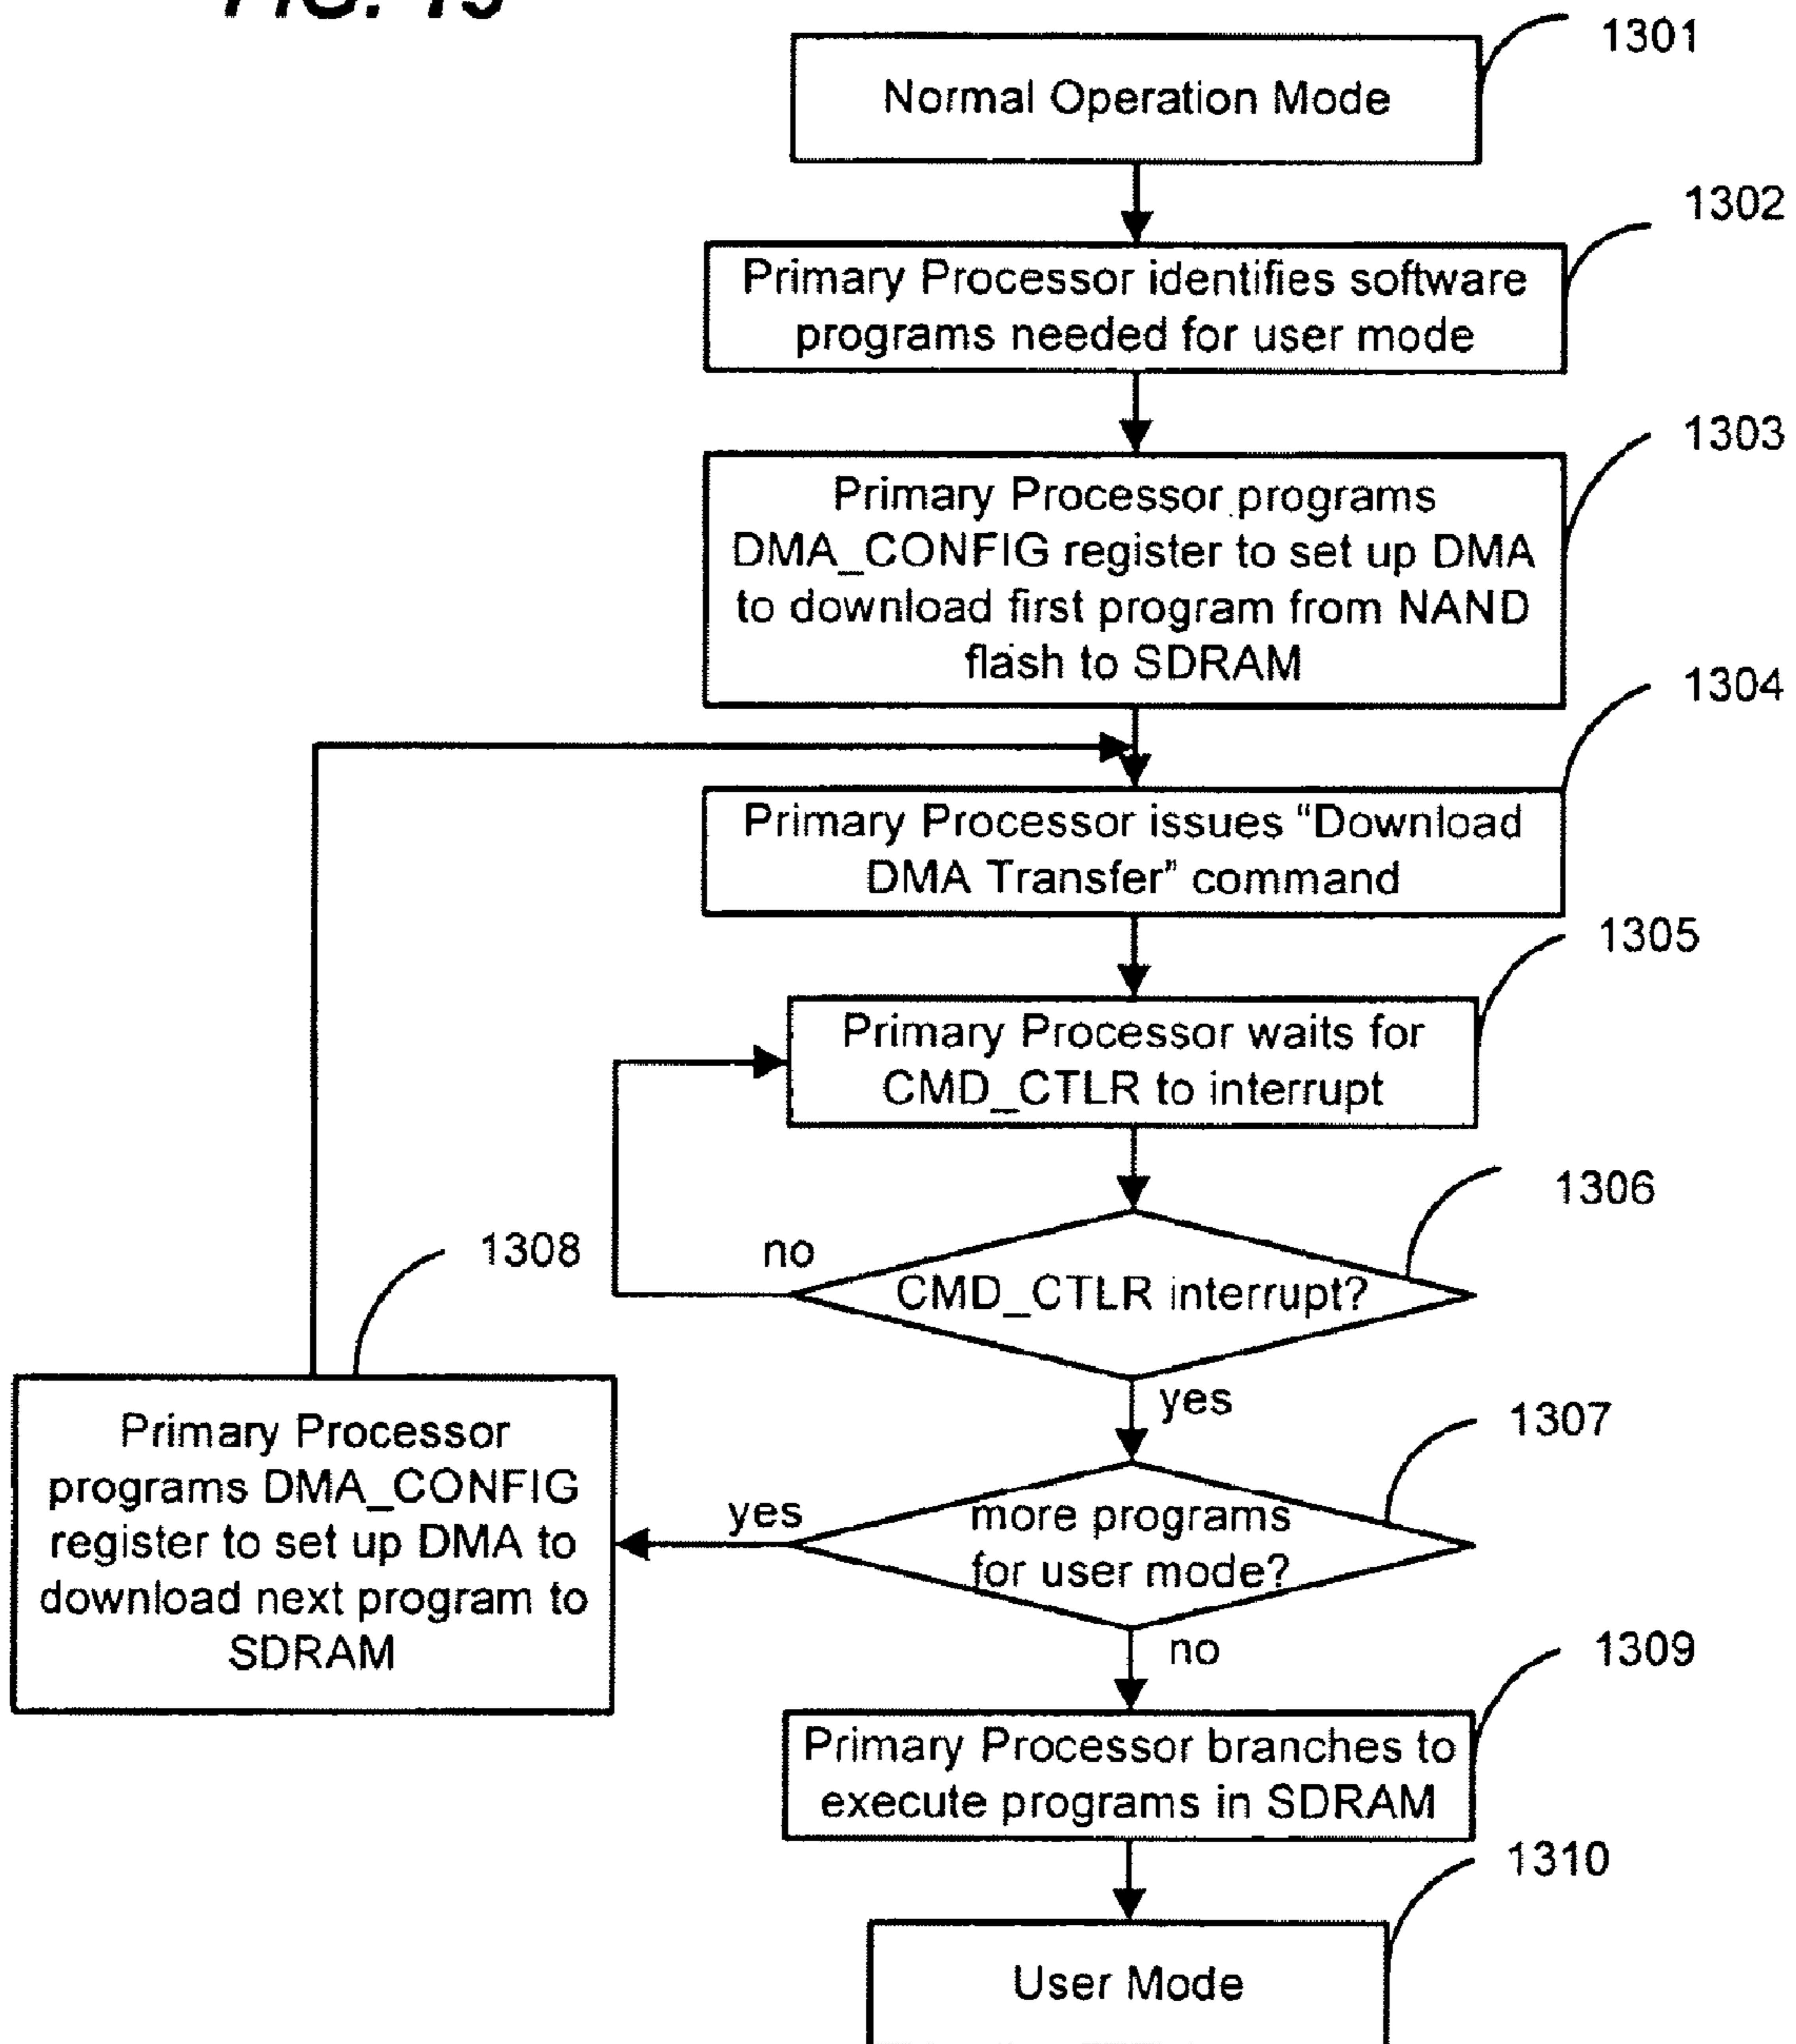 FIG. 13
1301
Normal Operation Mode
1302
Primary Processor identifies software
programs needed for user mode
1303
Primary Processor programs
DMA_CONFIG register to set up DMA
to download first program from NAND
flash to SDRAM
1304
Primary Processor issues “Download
DMA Transfer” command
1305
Primary Processor waits for
CMD_CTLR to interrupt
1306
no
CMD_CTLR interrupt?
yes
1307
more programs
for user mode?
yes
1308
Primary Processor
programs DMA_CONFIG
register to set up DMA to
download next program to
SDRAM
no
1309
Primary Processor branches to
execute programs in SDRAM
1310
User Mode